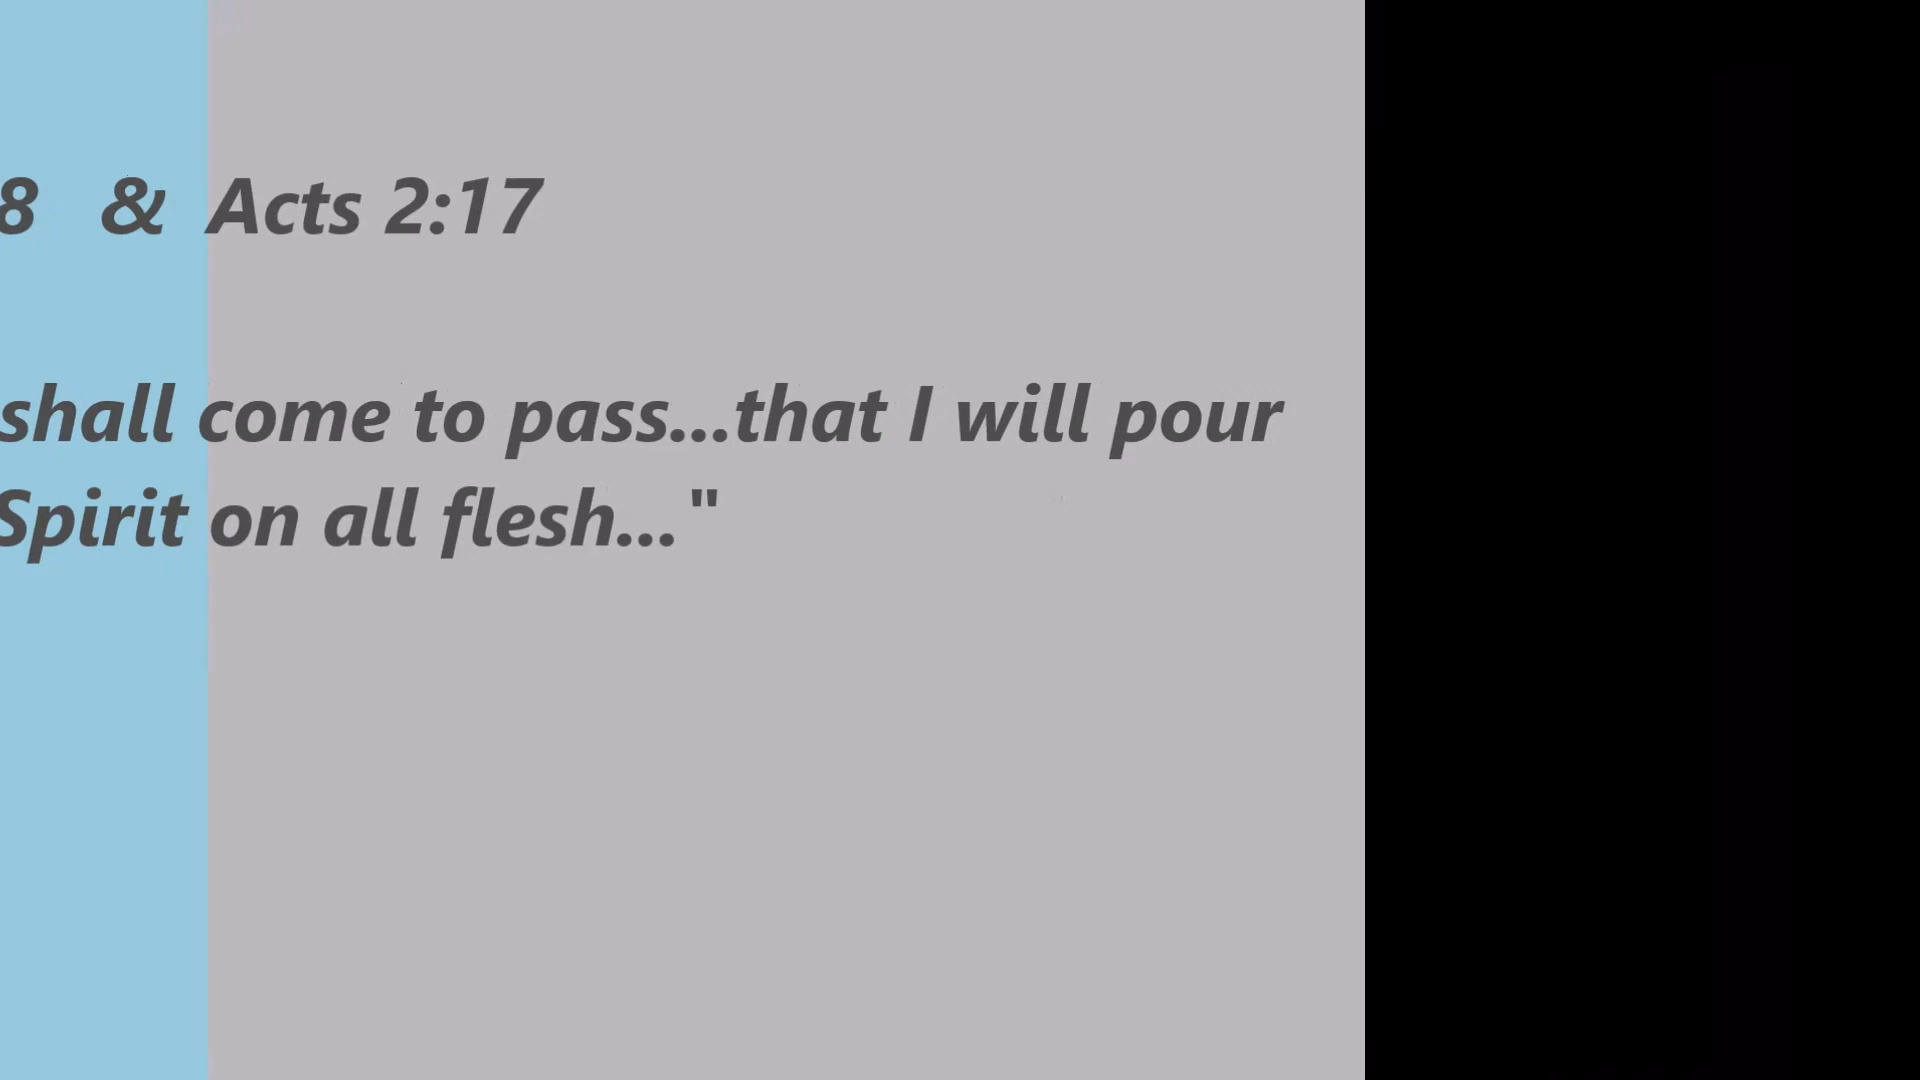 8 & Acts 2:17
shall come to pass...that I will pour
Spirit on all flesh..."